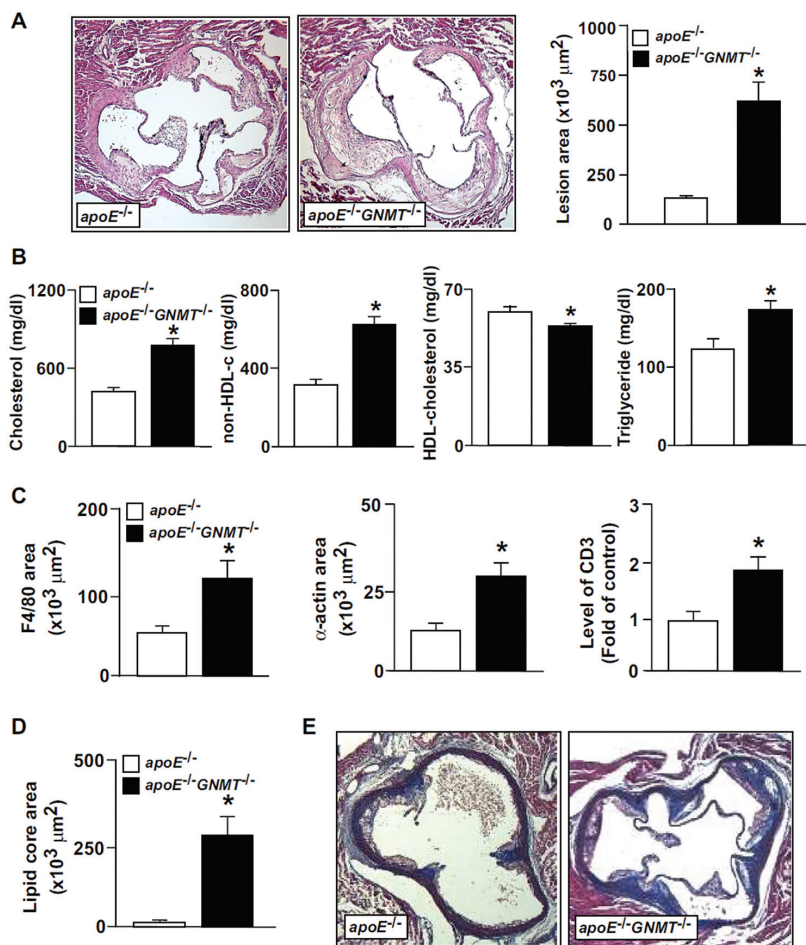 A
apoE-/-
apoE-/-GNMT-/-
Lesion area (x10³ µm²)
1000
750
500
250
0
*
apoE-/-
apoE-/-GNMT-/-
B
Cholesterol (mg/dl)
1200
600
0
apoE-/-
apoE-/-GNMT-/-
*
non-HDL-c (mg/dl)
800
400
0
*
HDL-cholesterol (mg/dl)
70
35
0
*
Triglyceride (mg/dl)
200
100
0
*
C
F4/80 area
(x10³ µm²)
200
100
0
apoE-/-
apoE-/-GNMT-/-
*
α-actin area
(x10³ µm²)
50
25
0
*
Level of CD3
(Fold of control)
3
2
1
0
*
D
Lipid core area
(x10³ µm²)
500
250
0
apoE-/-
apoE-/-GNMT-/-
*
E
apoE-/-
apoE-/-GNMT-/-